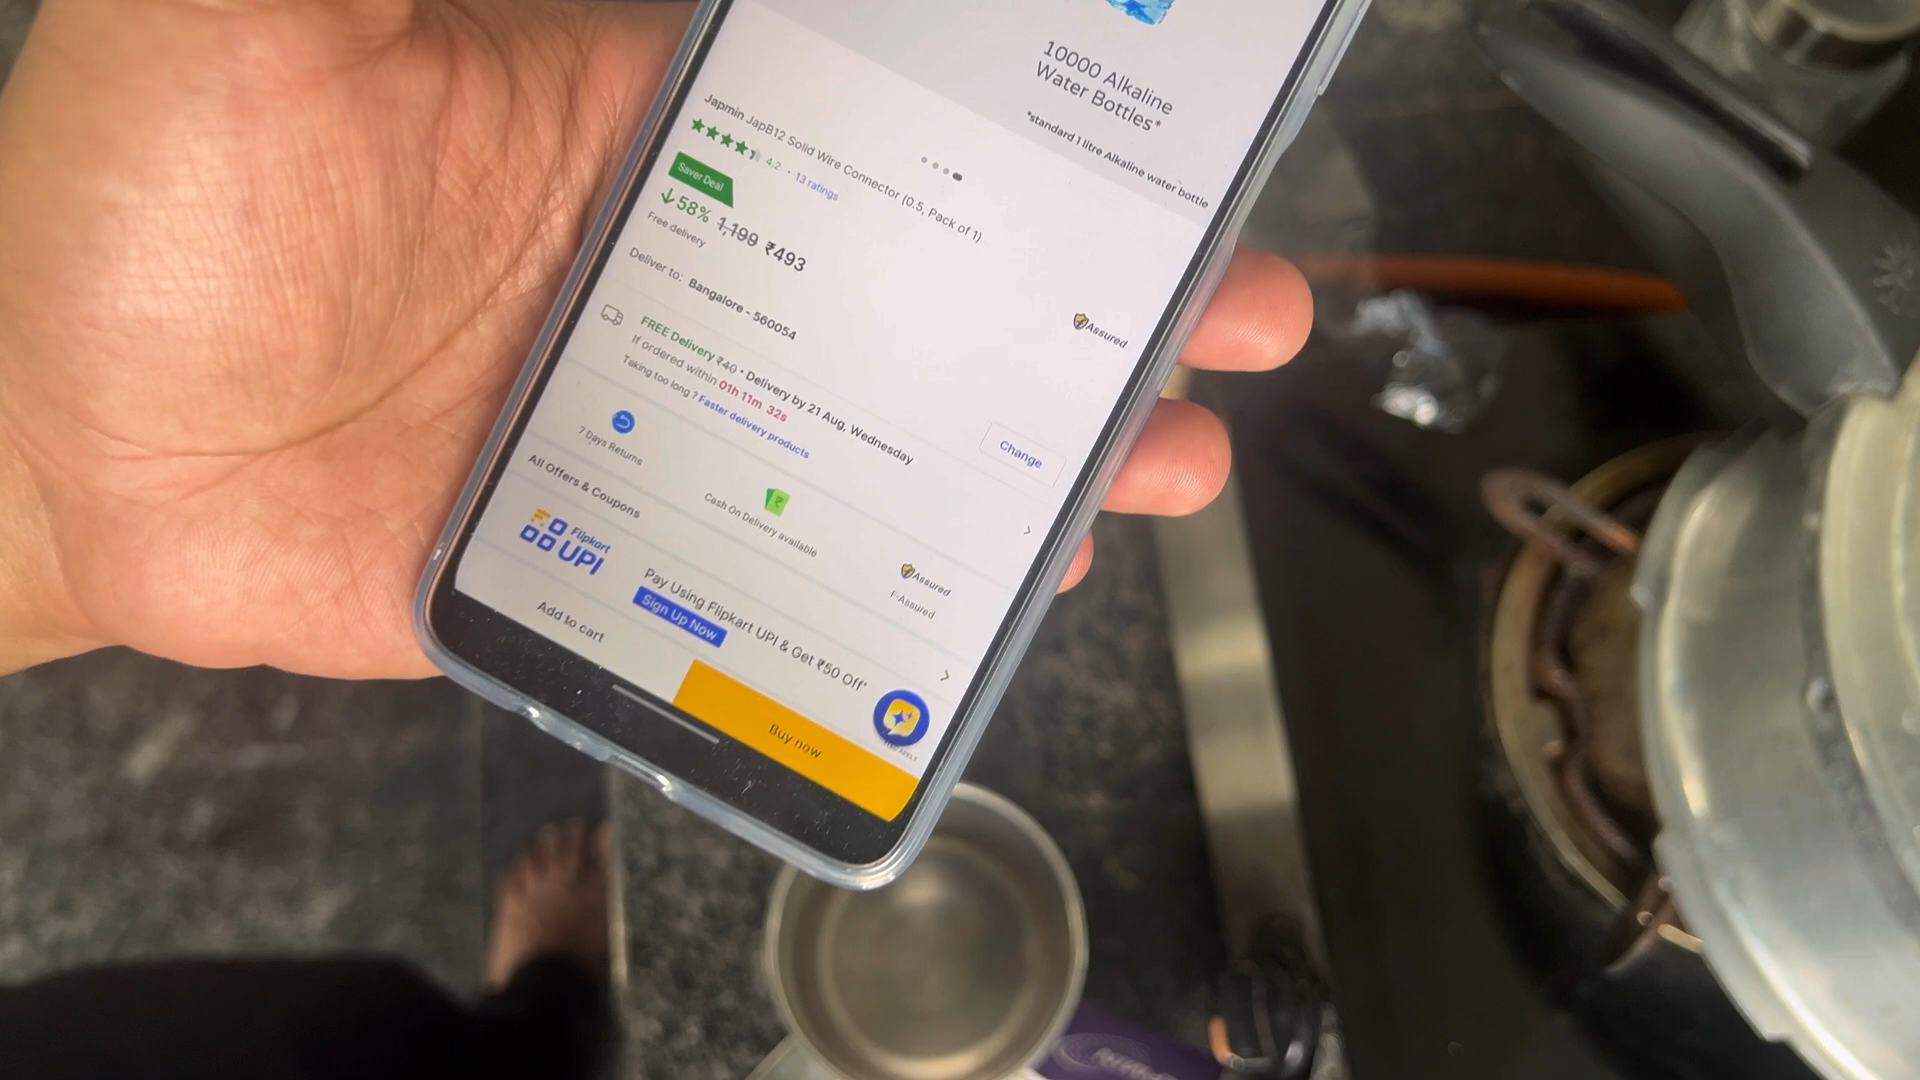 10000 Alkaline
Water Bottles*
*standard 1 litre Alkaline water bottle
Japmin JapB12 Solid Wire Connector (0.5, Pack of 1)
4.2 • 13 ratings
Saver Deal
↓58% 1,199 ₹493
Free delivery
Assured
Deliver to: Bangalore - 560054
Change
FREE Delivery ₹40 • Delivery by 21 Aug, Wednesday
If ordered within 01h 11m 32s
Taking too long ? Faster delivery products
7 Days Returns
Cash On Delivery available
Assured
F-Assured
All Offers & Coupons
Flipkart
UPI
Pay Using Flipkart UPI & Get ₹50 Off*
Sign Up Now
Add to cart
Buy now